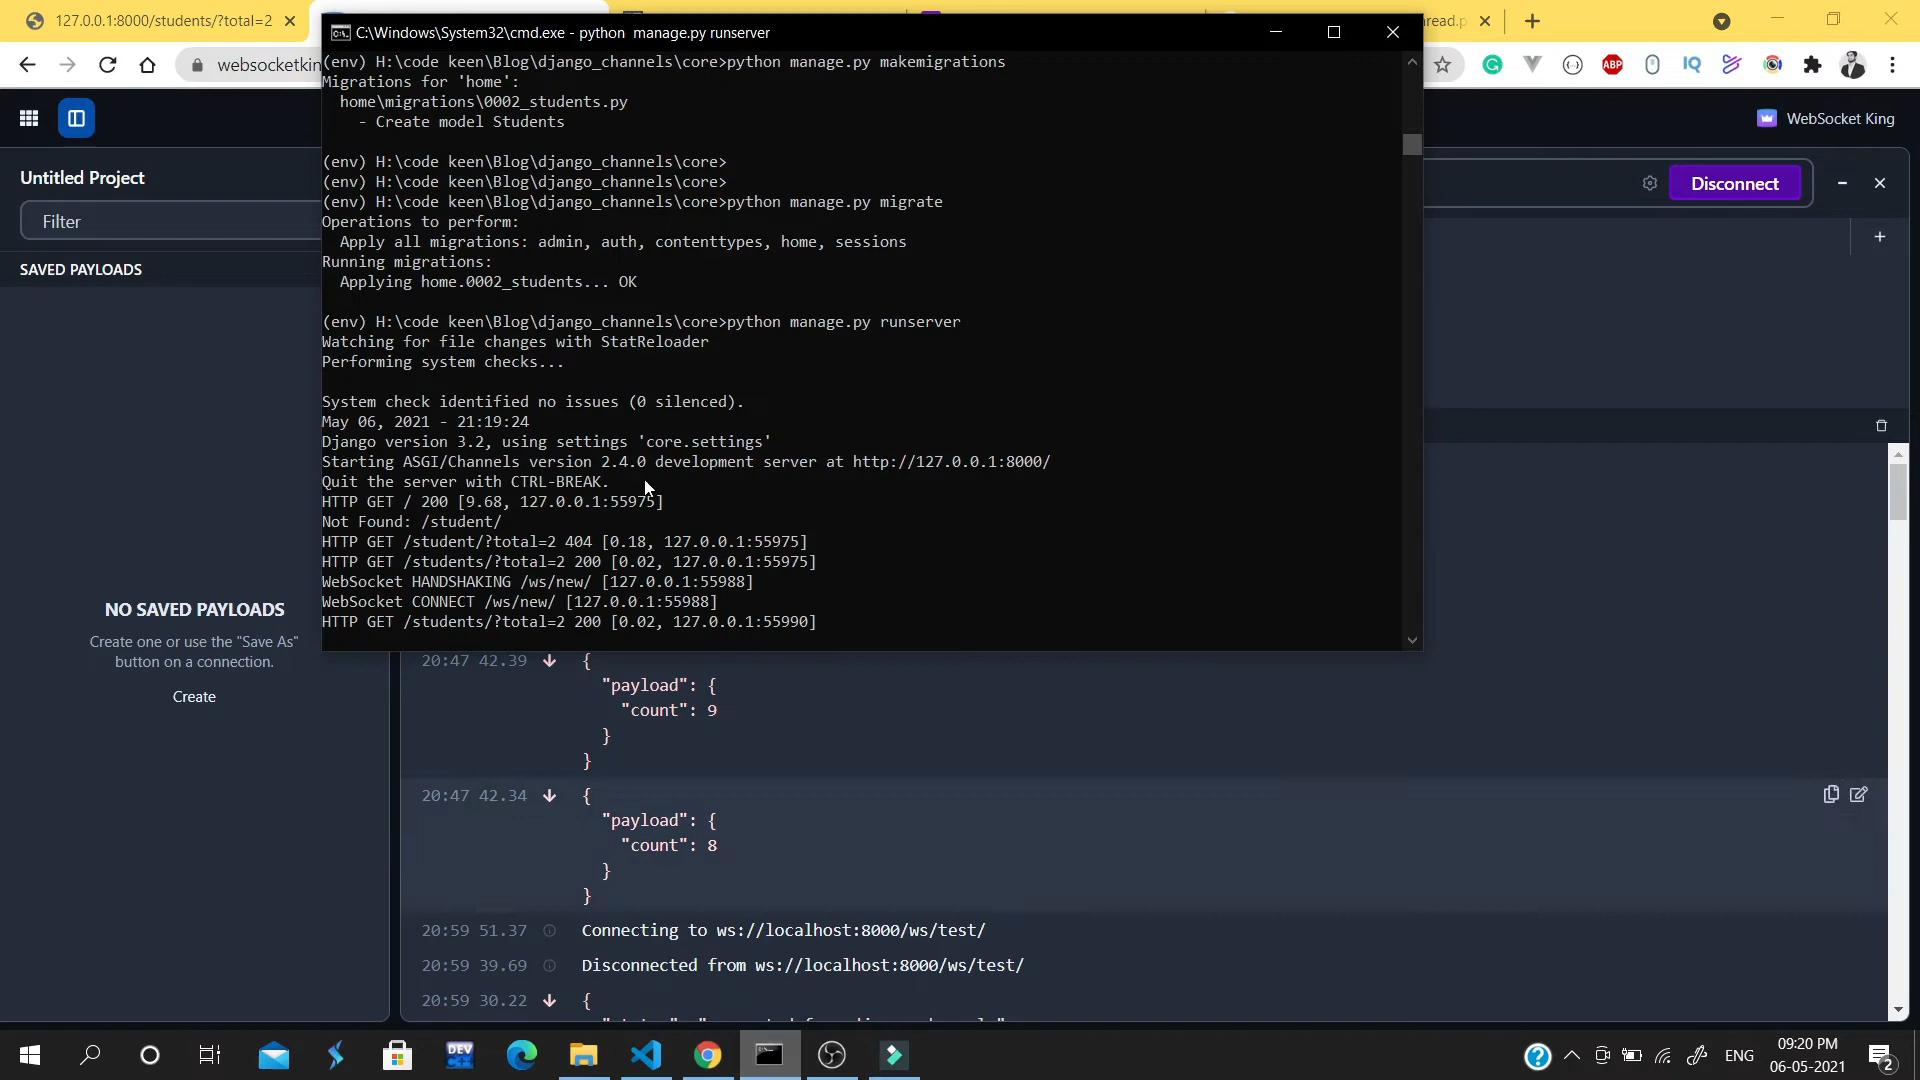 127.0.0.1:8000/students/?total=2
C:\Windows\System32\cmd.exe - python  manage.py runserver
websocketkin
ABP
IQ
WebSocket King
Untitled Project
Filter
SAVED PAYLOADS
Disconnect
(env) H:\code keen\Blog\django_channels\core>python manage.py makemigrations
Migrations for 'home':
  home\migrations\0002_students.py
    - Create model Students
(env) H:\code keen\Blog\django_channels\core>
(env) H:\code keen\Blog\django_channels\core>
(env) H:\code keen\Blog\django_channels\core>python manage.py migrate
Operations to perform:
  Apply all migrations: admin, auth, contenttypes, home, sessions
Running migrations:
  Applying home.0002_students... OK
(env) H:\code keen\Blog\django_channels\core>python manage.py runserver
Watching for file changes with StatReloader
Performing system checks...
System check identified no issues (0 silenced).
May 06, 2021 - 21:19:24
Django version 3.2, using settings 'core.settings'
Starting ASGI/Channels version 2.4.0 development server at http://127.0.0.1:8000/
Quit the server with CTRL-BREAK.
HTTP GET / 200 [9.68, 127.0.0.1:55975]
Not Found: /student/
HTTP GET /student/?total=2 404 [0.18, 127.0.0.1:55975]
HTTP GET /students/?total=2 200 [0.02, 127.0.0.1:55975]
WebSocket HANDSHAKING /ws/new/ [127.0.0.1:55988]
WebSocket CONNECT /ws/new/ [127.0.0.1:55988]
HTTP GET /students/?total=2 200 [0.02, 127.0.0.1:55990]
NO SAVED PAYLOADS
Create one or use the "Save As"
button on a connection.
Create
20:47 42.39 {
"payload": {
"count": 9
}
}
20:47 42.34 {
"payload": {
"count": 8
}
}
20:59 51.37 Connecting to ws://localhost:8000/ws/test/
20:59 39.69 Disconnected from ws://localhost:8000/ws/test/
20:59 30.22 {
DEV
C++
ENG
09:20 PM
06-05-2021
2